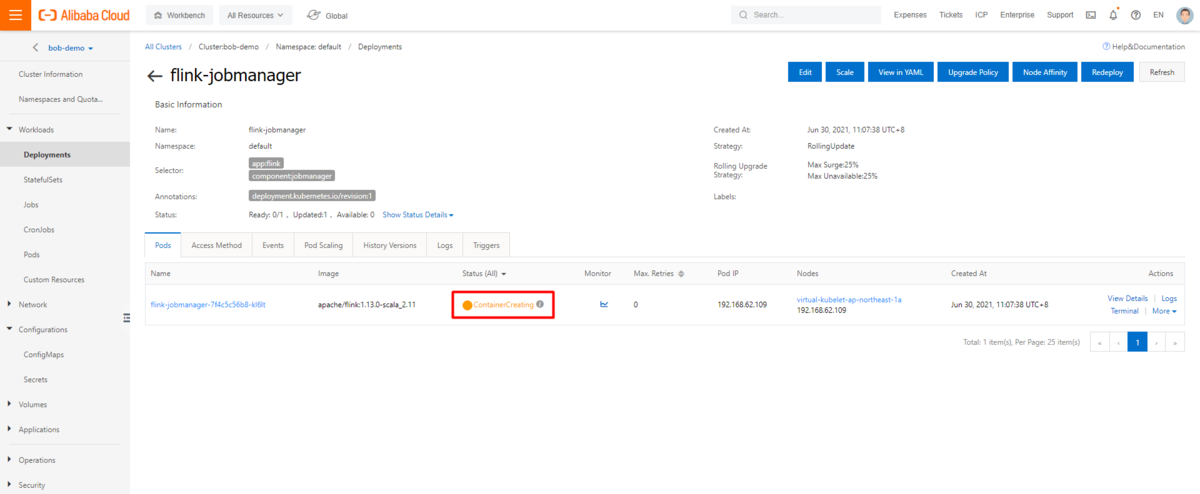 Alibaba Cloud
Workbench
All Resources
Global
Search...
Expenses
Tickets
ICP
Enterprise
Support
EN
bob-demo
Cluster Information
Namespaces and Quota...
Workloads
Deployments
StatefulSets
Jobs
CronJobs
Pods
Custom Resources
Network
Configurations
ConfigMaps
Secrets
Volumes
Applications
Operations
Security
All Clusters / Cluster:bob-demo / Namespace: default / Deployments
Help&Documentation
flink-jobmanager
Edit
Scale
View in YAML
Upgrade Policy
Node Affinity
Redeploy
Refresh
Basic Information
Name: flink-jobmanager
Created At: Jun 30, 2021, 11:07:38 UTC+8
Namespace: default
Strategy: RollingUpdate
Selector: app:flink
component:jobmanager
Rolling Upgrade
Strategy:
Max Surge:25%
Max Unavailable:25%
Annotations: deployment.kubernetes.io/revision:1
Labels:
Status: Ready: 0/1 , Updated:1 , Available: 0 Show Status Details
Pods
Access Method
Events
Pod Scaling
History Versions
Logs
Triggers
Name Image Status (All) Monitor Max. Retries Pod IP Nodes Created At Actions
flink-jobmanager-7f4c5c56b8-kl6lt apache/flink:1.13.0-scala_2.11 ContainerCreating 0 192.168.62.109
virtual-kubelet-ap-northeast-1a
192.168.62.109
Jun 30, 2021, 11:07:38 UTC+8
View Details | Logs
Terminal | More
Total: 1 item(s), Per Page: 25 item(s) « ‹ 1 › »